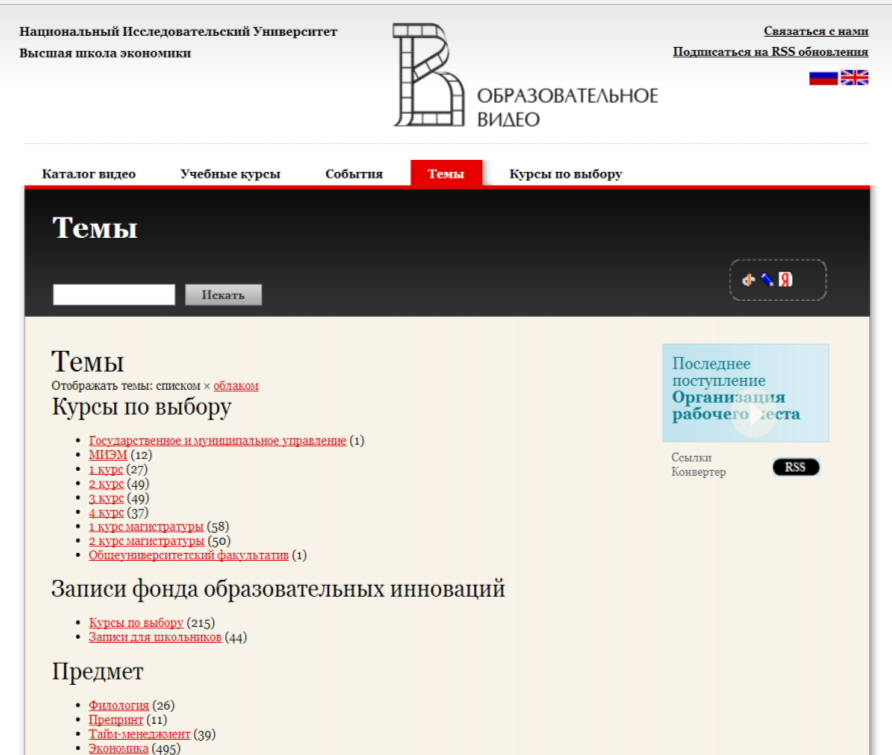 Национальный Исследовательский Университет
Высшая школа экономики
Связаться с нами
Подписаться на RSS обновления
ОБРАЗОВАТЕЛЬНОЕ
ВИДЕО
Каталог видео Учебные курсы События Темы Курсы по выбору
Темы
Искать
Я
Темы
Отображать темы: списком × облаком
Курсы по выбору
Государственное и муниципальное управление (1)
МИЭМ (12)
1 курс (27)
2 курс (49)
3 курс (49)
4 курс (37)
1 курс магистратуры (58)
2 курс магистратуры (50)
Общеуниверситетский факультатив (1)
Записи фонда образовательных инноваций
Курсы по выбору (215)
Записи для школьников (44)
Предмет
Филология (26)
Препринт (11)
Тайм-менеджмент (39)
Экономика (495)
Последнее
поступление
Организация
рабочего места
Ссылки
Конвертер
RSS